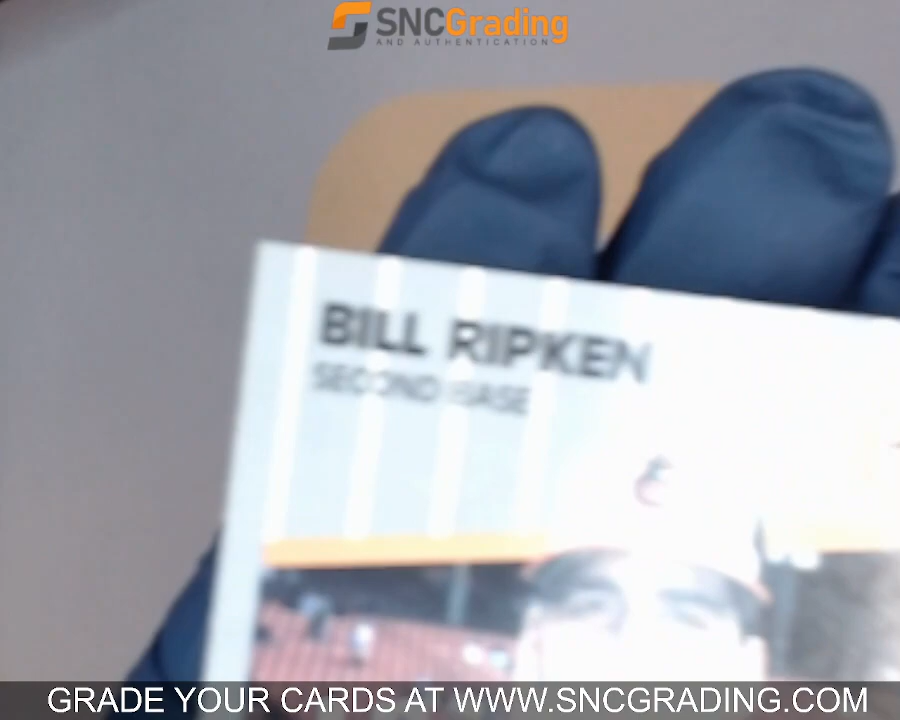 SNCGrading
AND AUTHENTICATION
BILL RIPKEN
SECOND BASE
GRADE YOUR CARDS AT WWW.SNCGRADING.COM